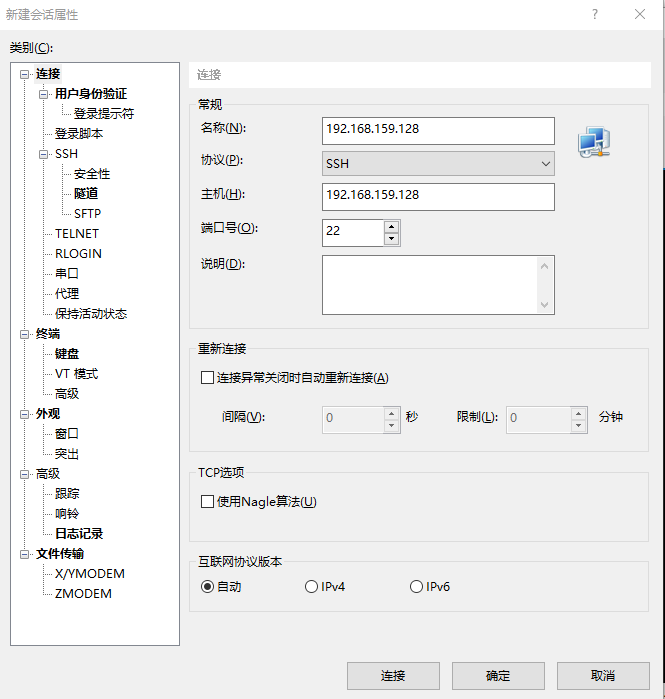 新建会话属性
类别(C):
连接
用户身份验证
登录提示符
登录脚本
SSH
安全性
隧道
SFTP
TELNET
RLOGIN
串口
代理
保持活动状态
终端
键盘
VT 模式
高级
外观
窗口
突出
高级
跟踪
响铃
日志记录
文件传输
X/YMODEM
ZMODEM
连接
常规
名称(N): 192.168.159.128
协议(P): SSH
主机(H): 192.168.159.128
端口号(O): 22
说明(D):
重新连接
连接异常关闭时自动重新连接(A)
间隔(V): 0 秒 限制(L): 0 分钟
TCP选项
使用Nagle算法(U)
互联网协议版本
自动 IPv4 IPv6
连接 确定 取消